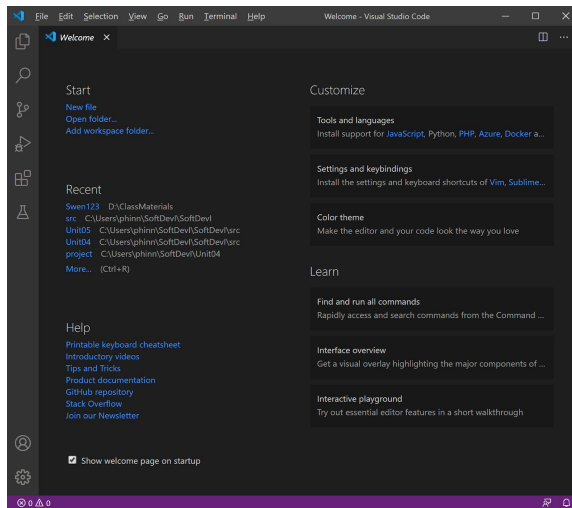 File Edit Selection View Go Run Terminal Help Welcome - Visual Studio Code
Welcome
Start
New file
Open folder...
Add workspace folder...
Recent
Swen123 D:\ClassMaterials
src C:\Users\phinn\SoftDevI\SoftDevI
Unit05 C:\Users\phinn\SoftDevI\SoftDevI\src
Unit04 C:\Users\phinn\SoftDevI\SoftDevI\src
project C:\Users\phinn\SoftDevI\Unit04
More... (Ctrl+R)
Help
Printable keyboard cheatsheet
Introductory videos
Tips and Tricks
Product documentation
GitHub repository
Stack Overflow
Join our Newsletter
Show welcome page on startup
Customize
Tools and languages
Install support for JavaScript, Python, PHP, Azure, Docker a...
Settings and keybindings
Install the settings and keyboard shortcuts of Vim, Sublime...
Color theme
Make the editor and your code look the way you love
Learn
Find and run all commands
Rapidly access and search commands from the Command ...
Interface overview
Get a visual overlay highlighting the major components of ...
Interactive playground
Try out essential editor features in a short walkthrough
0 0